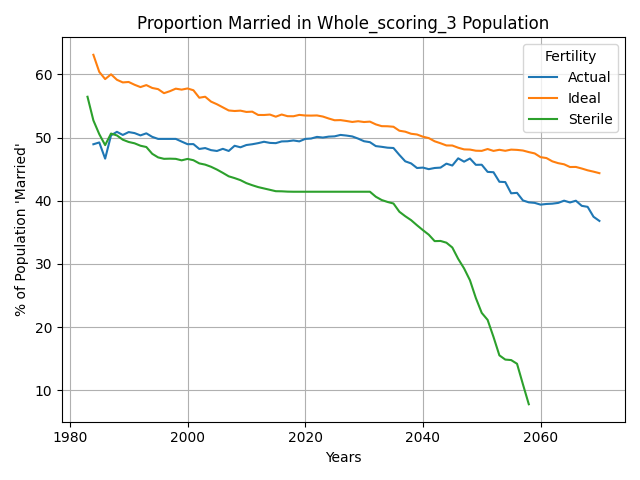 Proportion Married in Whole_scoring_3 Population
Fertility
Actual
Ideal
Sterile
% of Population 'Married'
60
50
40
30
20
10
1980
2000
2020
2040
2060
Years